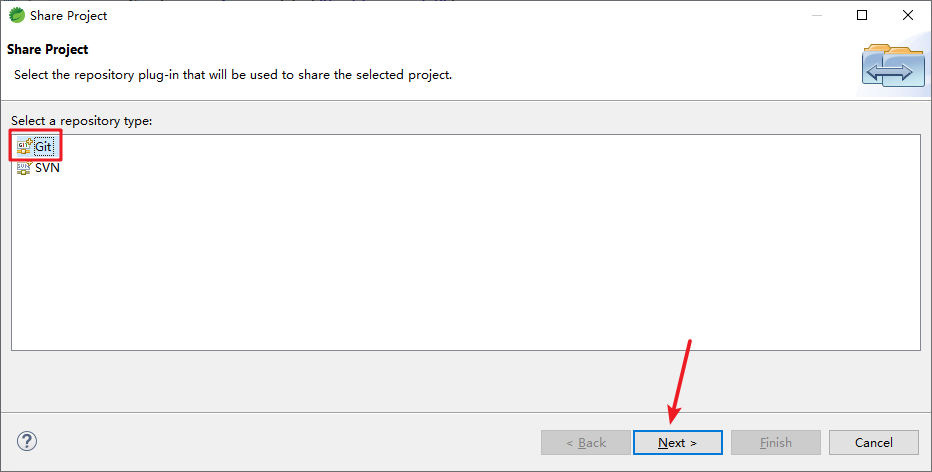 Share Project
Share Project
Select the repository plug-in that will be used to share the selected project.
Select a repository type:
Git
SVN
< Back
Next >
Finish
Cancel